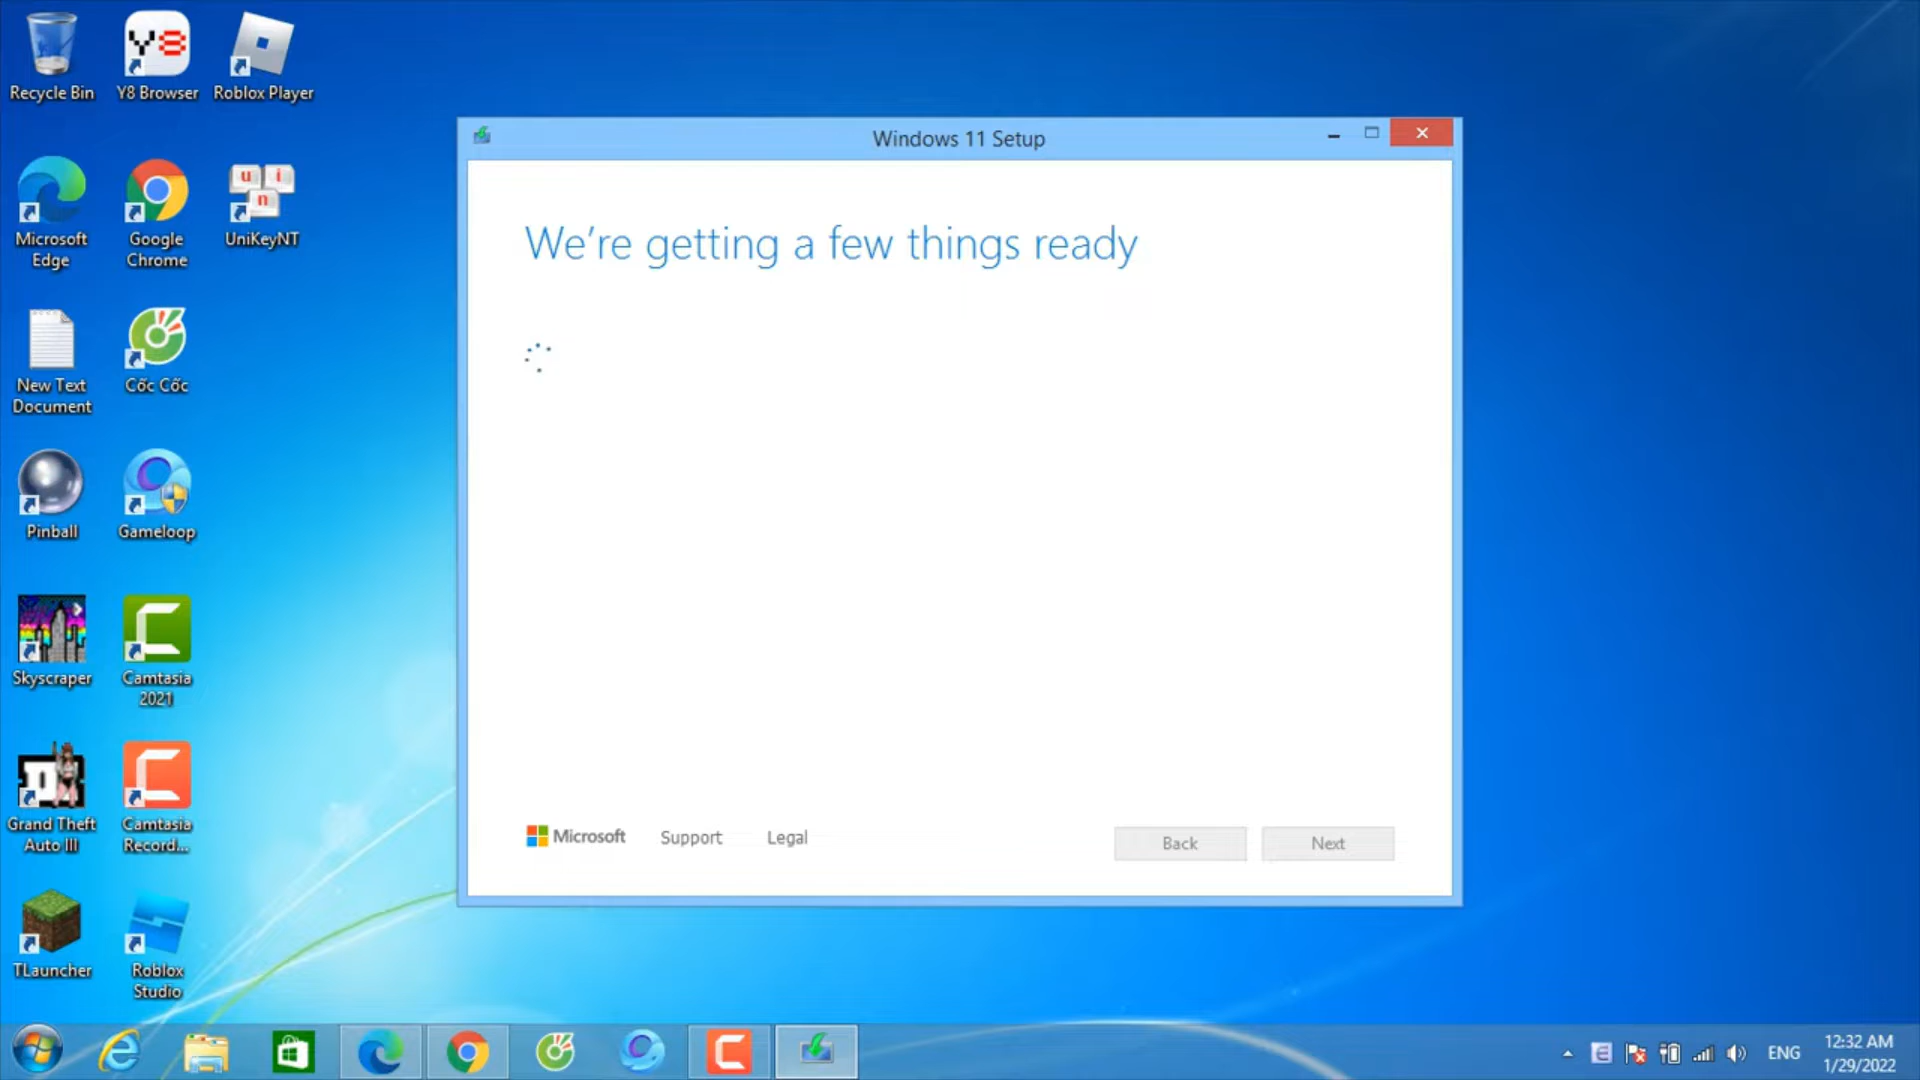 Recycle Bin
Y8
Y8 Browser
Roblox Player
Microsoft
Edge
Google
Chrome
u i
n
UniKeyNT
New Text
Document
Cốc Cốc
Pinball
Gameloop
Skyscraper
Camtasia
2021
Grand Theft
Auto III
Camtasia
Record...
TLauncher
Roblox
Studio
Windows 11 Setup
We're getting a few things ready
Microsoft
Support
Legal
Back
Next
E
ENG
12:32 AM
1/29/2022